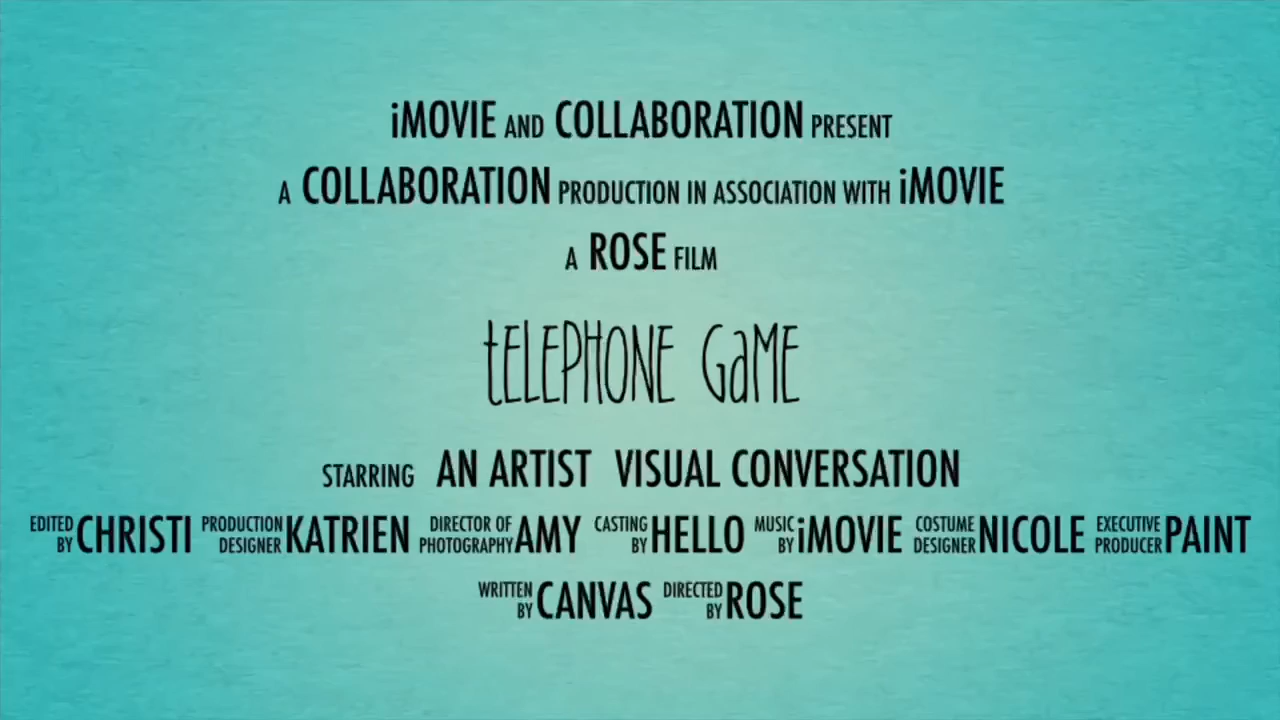 iMOVIE AND COLLABORATION PRESENT
A COLLABORATION PRODUCTION IN ASSOCIATION WITH iMOVIE
A ROSE FILM
tELEPHONE GaME
STARRING AN ARTIST VISUAL CONVERSATION
EDITED BY CHRISTI PRODUCTION DESIGNER KATRIEN DIRECTOR OF PHOTOGRAPHY AMY CASTING BY HELLO MUSIC BY iMOVIE COSTUME DESIGNER NICOLE EXECUTIVE PRODUCER PAINT
WRITTEN BY CANVAS DIRECTED BY ROSE